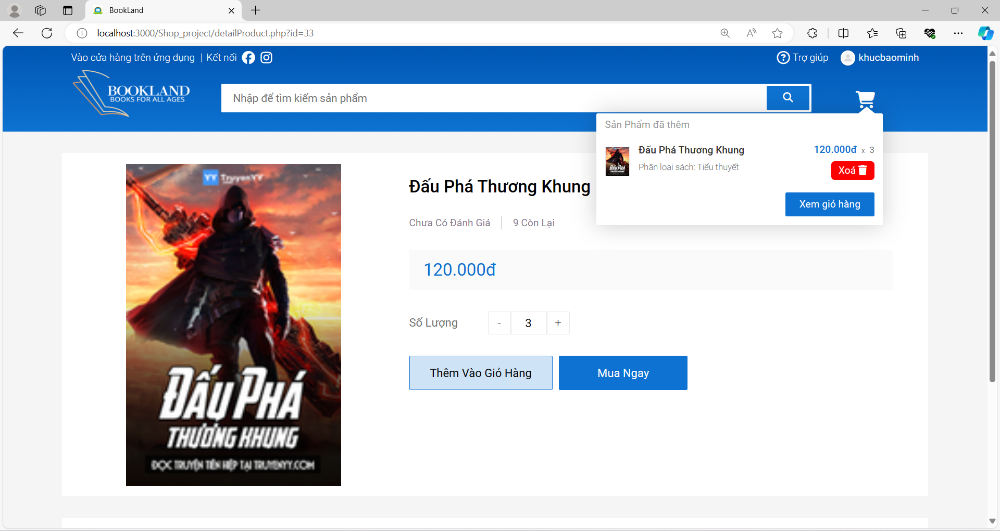 BookLand
localhost:3000/Shop_project/detailProduct.php?id=33
Vào cửa hàng trên ứng dụng | Kết nối
Trợ giúp khucbaominh
BOOKLAND
BOOKS FOR ALL AGES
Nhập để tìm kiếm sản phẩm
Sản Phẩm đã thêm
Đấu Phá Thương Khung 120.000đ x 3
Phân loại sách: Tiểu thuyết
Xoá
Xem giỏ hàng
YY TryyenYY
ĐẤU PHÁ
THƯƠNG KHUNG
ĐỌC TRUYỆN TIÊN HIỆP TẠI TRUYENYY.COM
Đấu Phá Thương Khung
Chưa Có Đánh Giá 9 Còn Lại
120.000đ
Số Lượng - 3 +
Thêm Vào Giỏ Hàng Mua Ngay